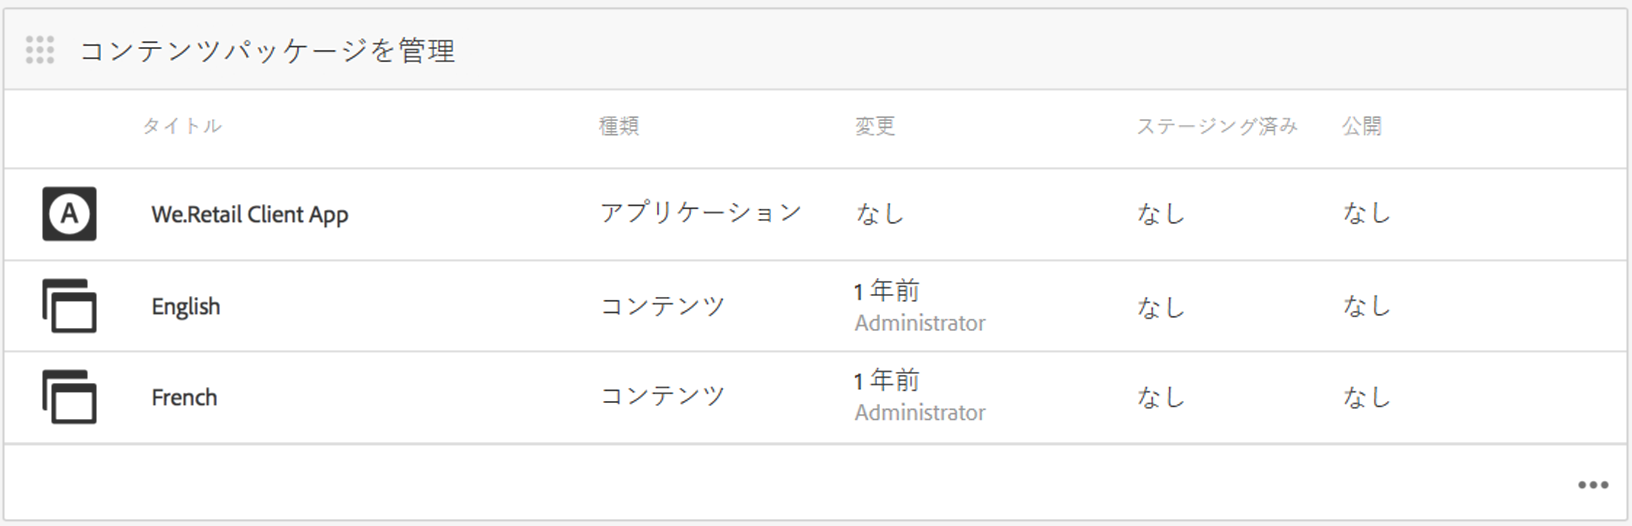 コンテンツパッケージを管理
タイトル 種類 変更 ステージング済み 公開
A We.Retail Client App アプリケーション なし なし なし
English コンテンツ 1 年前 Administrator なし なし
French コンテンツ 1 年前 Administrator なし なし